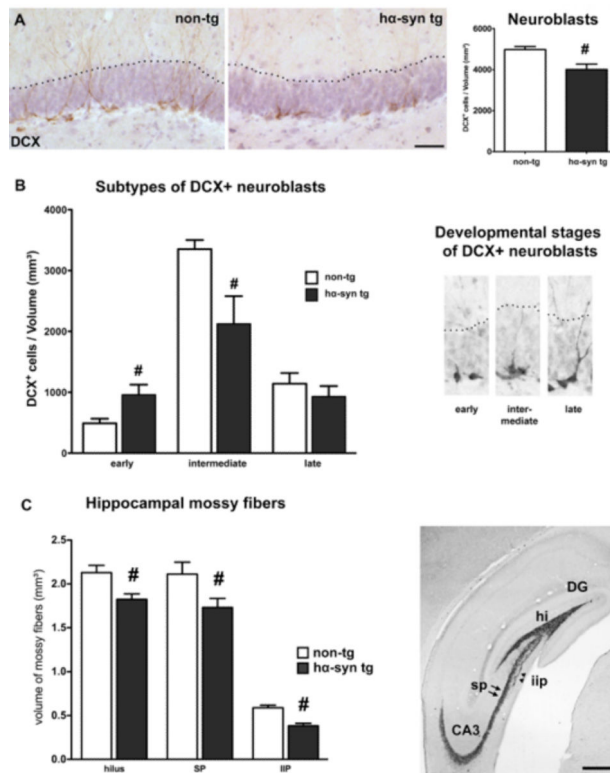 A
non-tg
hα-syn tg
DCX
Neuroblasts
DCX⁺ cells / Volume (mm³)
6000
4000
2000
0
#
non-tg
hα-syn tg
B
Subtypes of DCX+ neuroblasts
DCX⁺ cells / Volume (mm³)
4000
3000
2000
1000
0
#
#
non-tg
hα-syn tg
early
intermediate
late
Developmental stages
of DCX+ neuroblasts
early
inter-
mediate
late
C
Hippocampal mossy fibers
volume of mossy fibers (mm³)
2.5
2.0
1.5
1.0
0.5
0.0
#
#
#
non-tg
hα-syn tg
hilus
SP
IIP
DG
hi
sp
iip
CA3